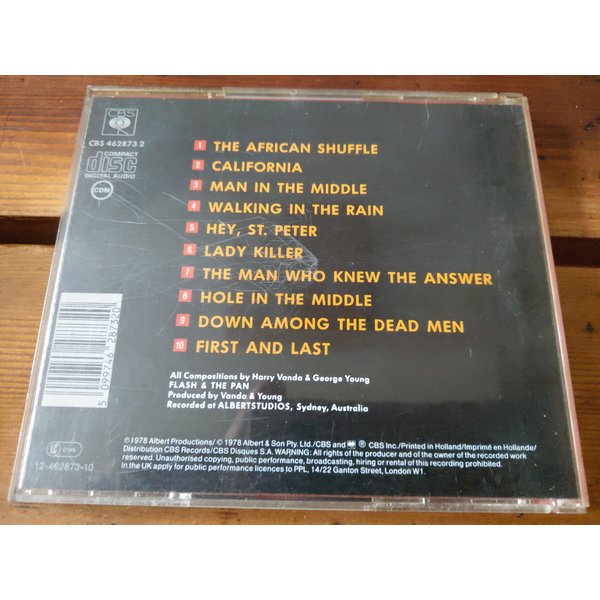 CBS
CBS 462873 2
COMPACT
disc
DIGITAL AUDIO
CDM
1 THE AFRICAN SHUFFLE
2 CALIFORNIA
3 MAN IN THE MIDDLE
4 WALKING IN THE RAIN
5 HEY, ST. PETER
6 LADY KILLER
7 THE MAN WHO KNEW THE ANSWER
8 HOLE IN THE MIDDLE
9 DOWN AMONG THE DEAD MEN
10 FIRST AND LAST
All Compositions by Harry Vanda & George Young
FLASH & THE PAN
Produced by Vanda & Young
Recorded at ALBERTSTUDIOS, Sydney, Australia
5 099746 287320
12-462873-10
℗ 1978 Albert Productions/ © 1978 Albert & Son Pty. Ltd./CBS and ® CBS Inc./Printed in Holland/Imprimé en Hollande/
Distribution CBS Records/CBS Disques S.A. WARNING: All rights of the producer and of the owner of the recorded work
reserved. Unauthorised copying, public performance, broadcasting, hiring or rental of this recording prohibited.
In the UK apply for public performance licences to PPL, 14/22 Ganton Street, London W1.